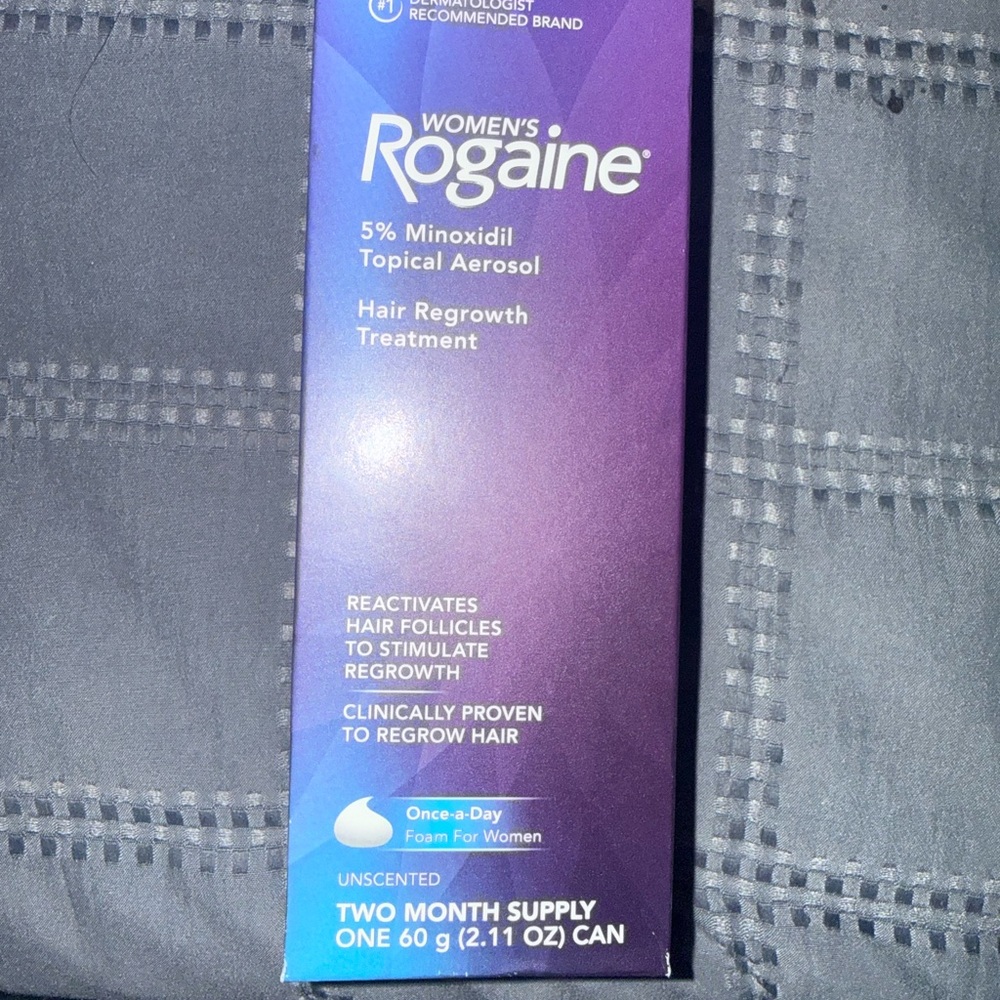 #1 DERMATOLOGIST
RECOMMENDED BRAND
WOMEN'S
Rogaine®
5% Minoxidil
Topical Aerosol
Hair Regrowth
Treatment
REACTIVATES
HAIR FOLLICLES
TO STIMULATE
REGROWTH
CLINICALLY PROVEN
TO REGROW HAIR
Once-a-Day
Foam For Women
UNSCENTED
TWO MONTH SUPPLY
ONE 60 g (2.11 OZ) CAN